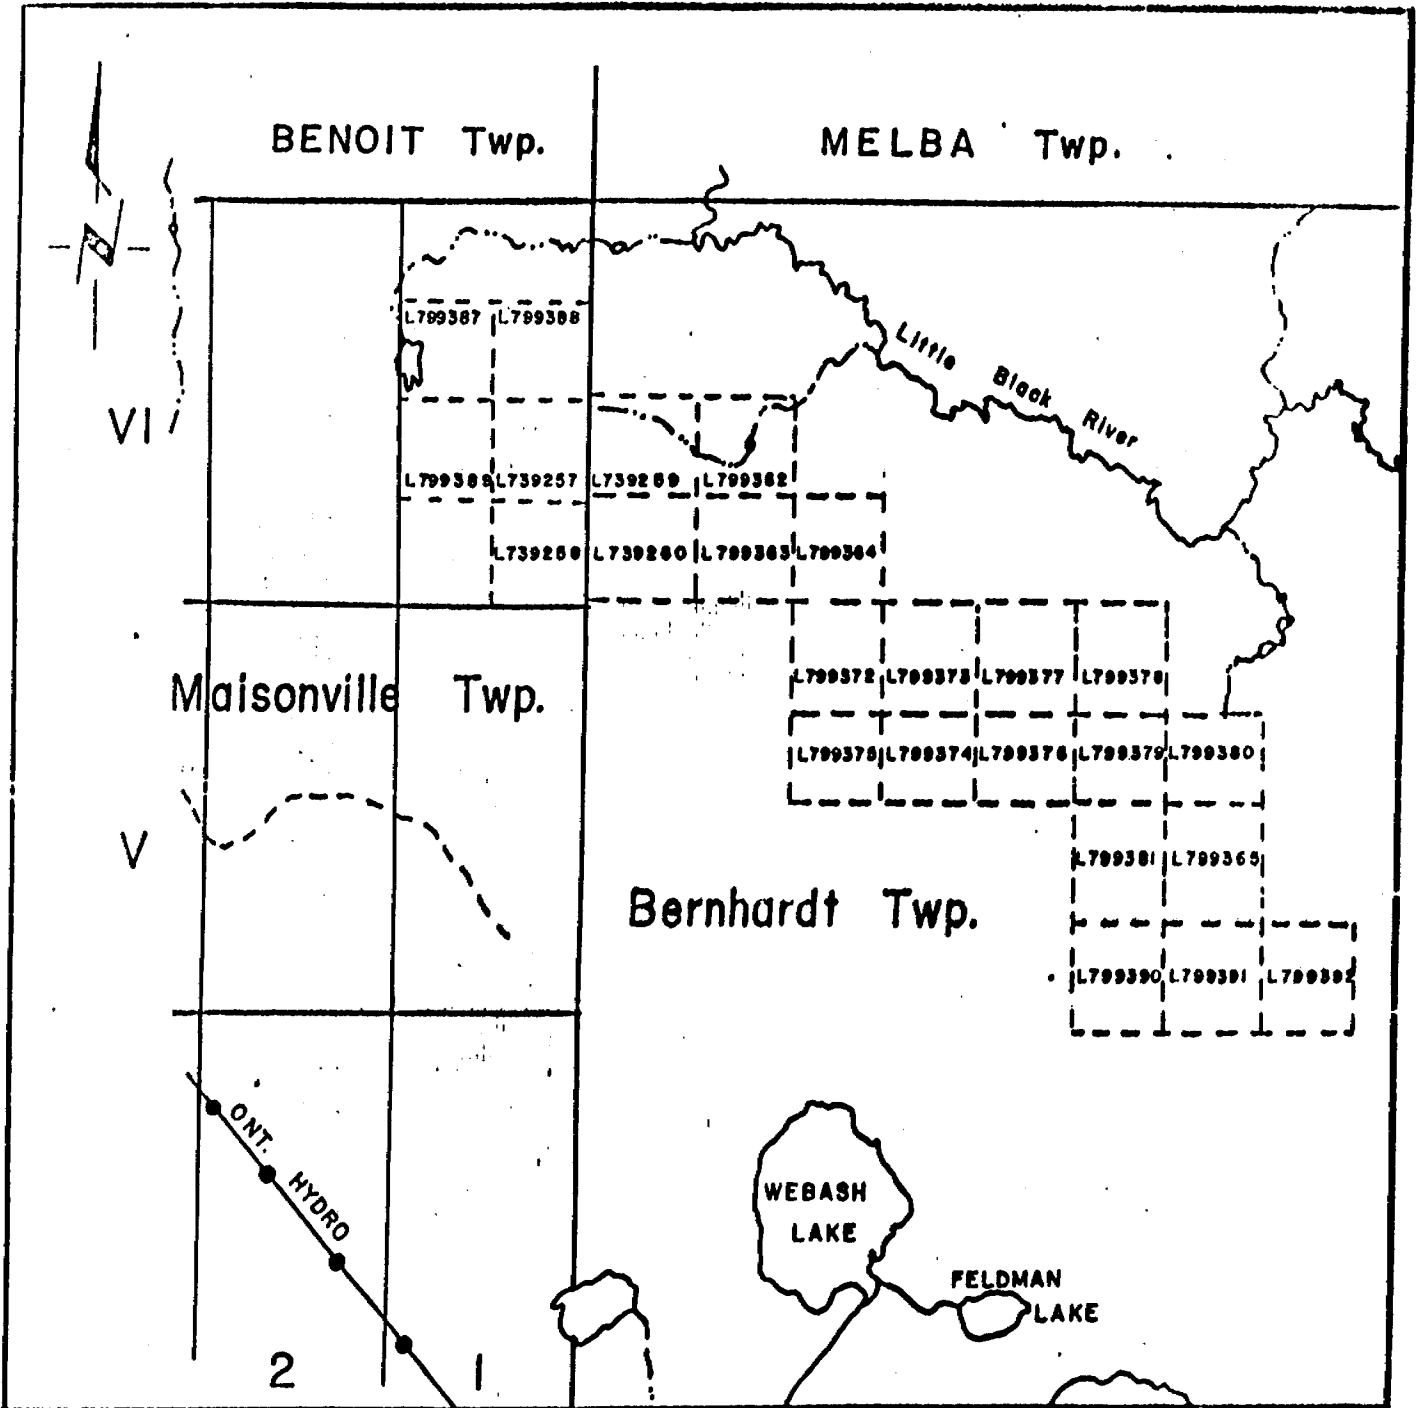 BENOIT Twp.
MELBA Twp.
N
L799387 L799388
Little Black River
VI
L799389 L739257 L739259 L799362
L739258 L739260 L799363 L799364
Maisonville Twp.
L799372 L799373 L799377 L799378
L799375 L799374 L799376 L799379 L799380
V
L799381 L799365
Bernhardt Twp.
L799390 L799391 L799392
ONT. HYDRO
WEBASH
LAKE
FELDMAN
LAKE
2 1